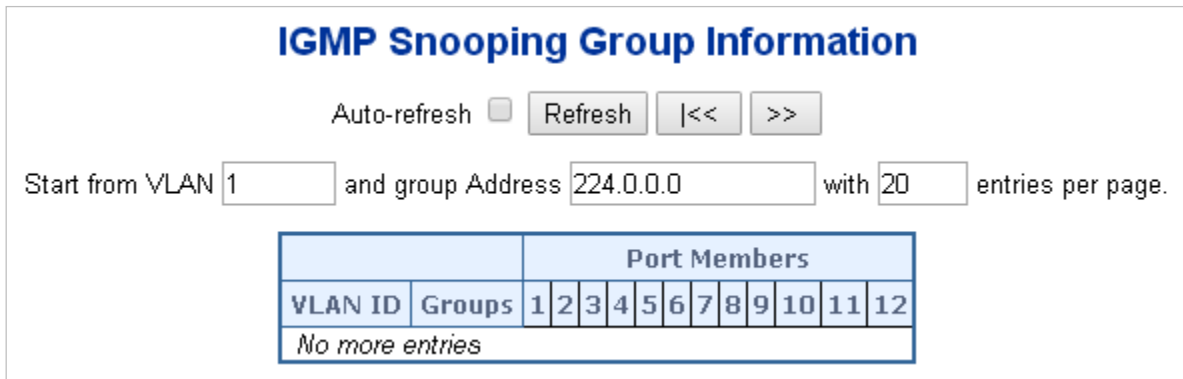 IGMP Snooping Group Information
Auto-refresh Refresh |<< >>
Start from VLAN 1 and group Address 224.0.0.0 with 20 entries per page.
Port Members
VLAN ID Groups 1 2 3 4 5 6 7 8 9 10 11 12
No more entries